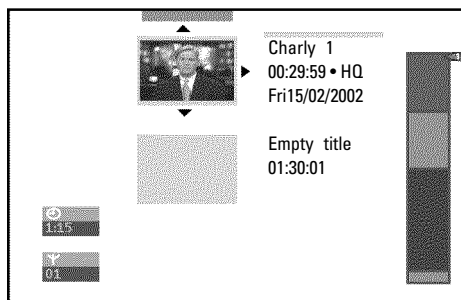 Charly 1
00:29:59 • HQ
Fri15/02/2002
Empty title
01:30:01
1:15
01